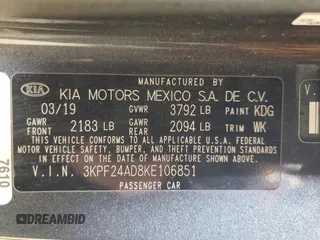 MANUFACTURED BY
KIA KIA MOTORS MEXICO S.A. DE C.V.
03/19 GVWR 3792 LB PAINT KDG
GAWR FRONT 2183 LB GAWR REAR 2094 LB TRIM WK
THIS VEHICLE CONFORMS TO ALL APPLICABLE U.S. FEDERAL
MOTOR VEHICLE SAFETY, BUMPER, AND THEFT PREVENTION
STANDARDS IN EFFECT ON THE DATE OF MANUFACTURE
SHOWN ABOVE.
V.I.N. 3KPF24AD8KE106851
PASSENGER CAR
7610
V.
DREAMBID